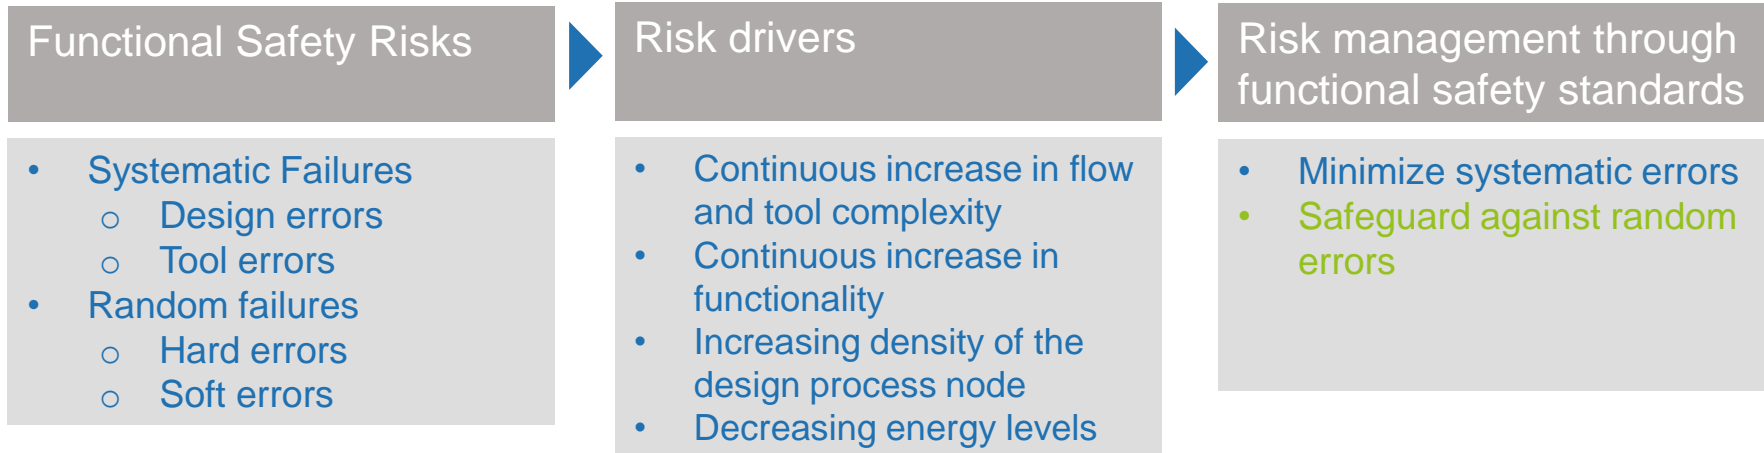 Functional Safety Risks
• Systematic Failures
o Design errors
o Tool errors
• Random failures
o Hard errors
o Soft errors
Risk drivers
• Continuous increase in flow
and tool complexity
• Continuous increase in
functionality
• Increasing density of the
design process node
• Decreasing energy levels
Risk management through
functional safety standards
• Minimize systematic errors
• Safeguard against random
errors